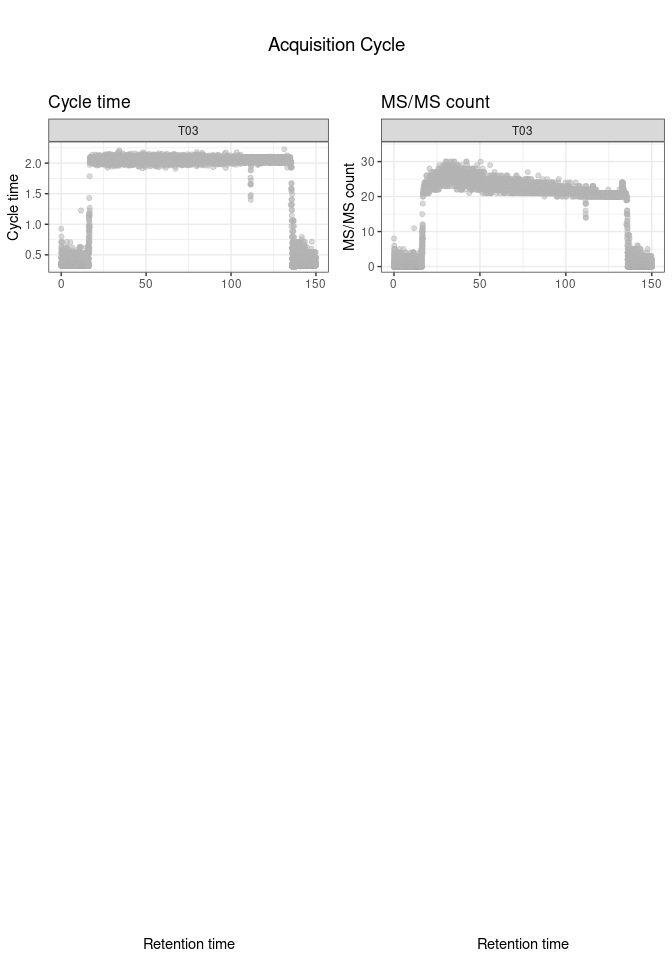 Acquisition Cycle
Cycle time
T03
Cycle time
2.0
1.5
1.0
0.5
0 50 100 150
MS/MS count
T03
MS/MS count
30
20
10
0
0 50 100 150
Retention time
Retention time